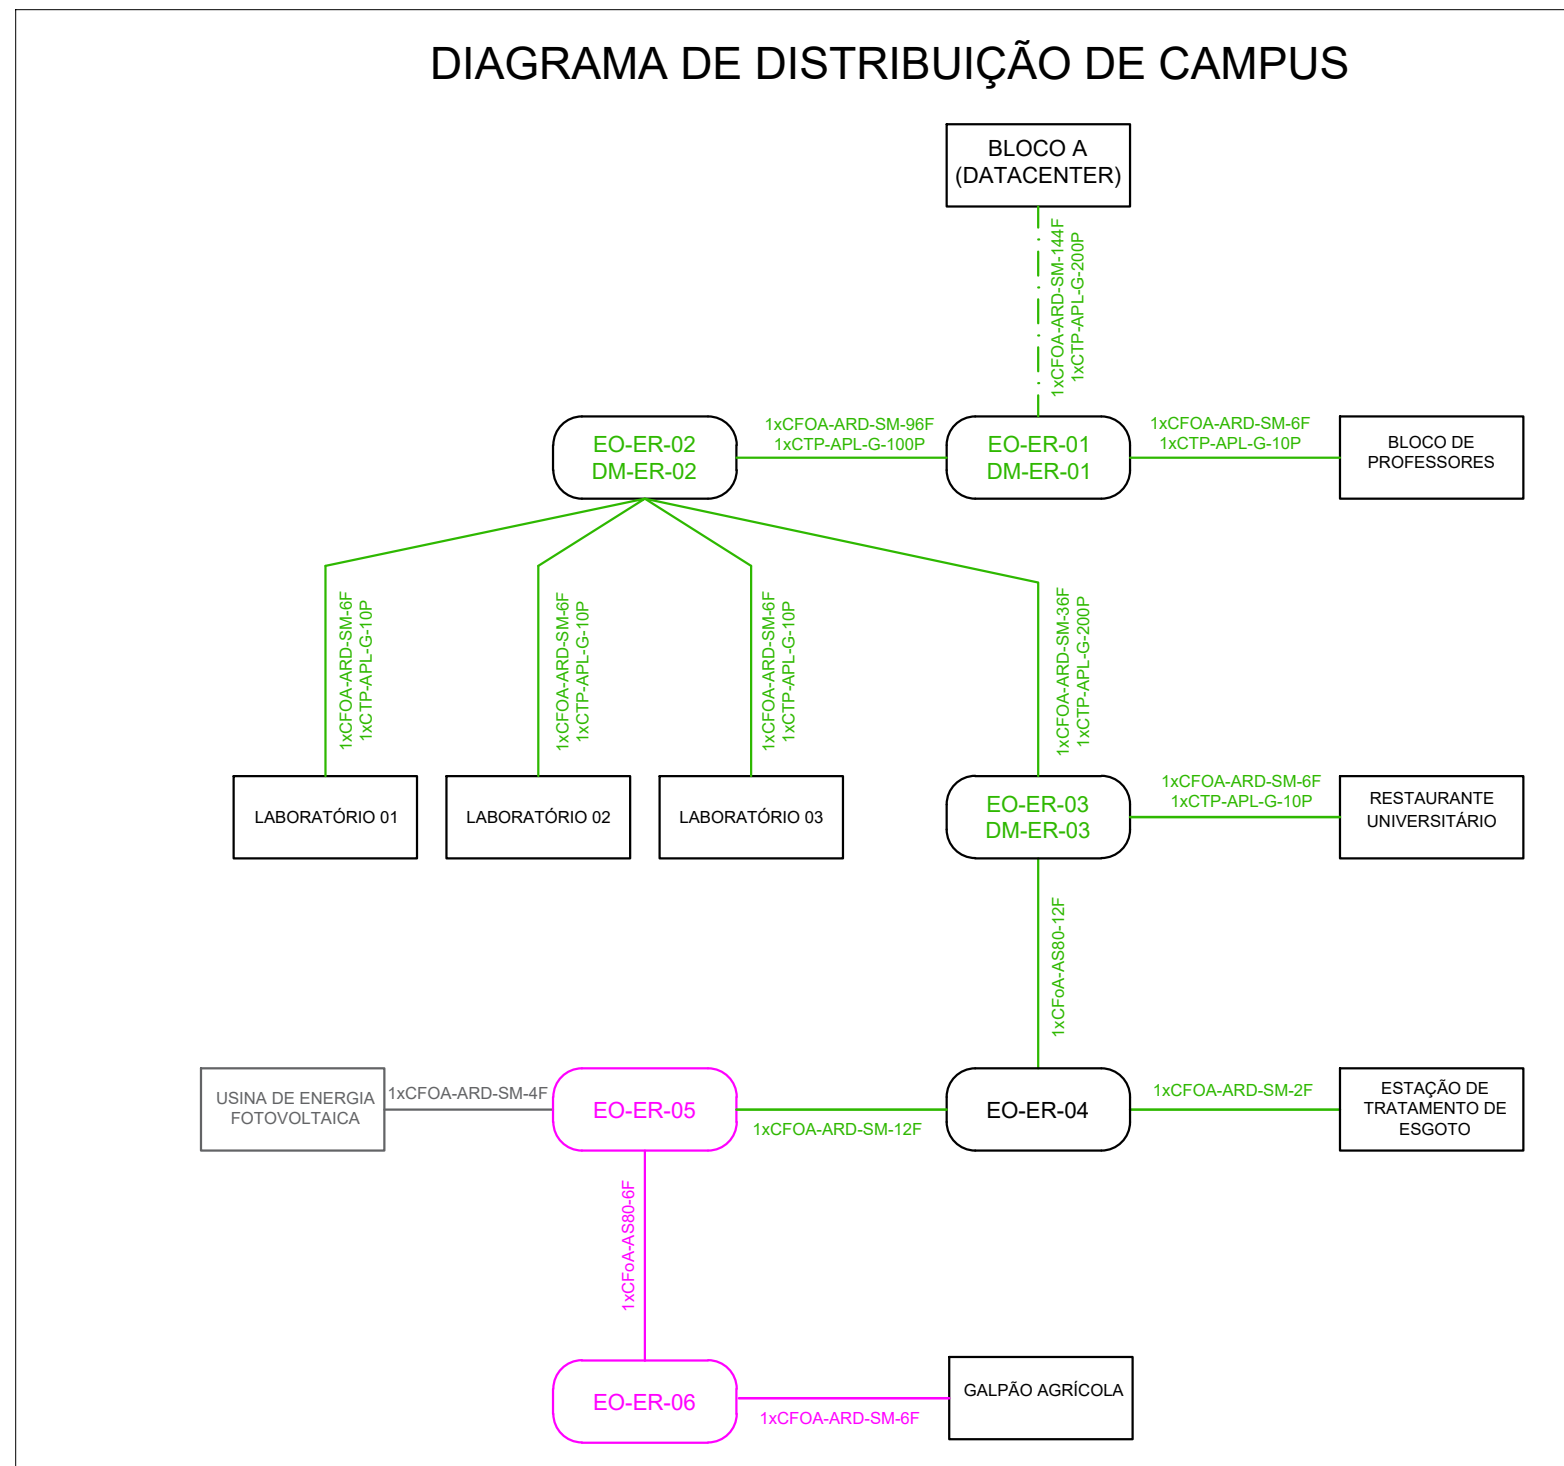 DIAGRAMA DE DISTRIBUIÇÃO DE CAMPUS
BLOCO A
(DATACENTER)
1xCFOA-ARD-SM-144F
1xCTP-APL-G-200P
EO-ER-02
DM-ER-02
1xCFOA-ARD-SM-96F
1xCTP-APL-G-100P
EO-ER-01
DM-ER-01
1xCFOA-ARD-SM-6F
1xCTP-APL-G-10P
BLOCO DE
PROFESSORES
1xCFOA-ARD-SM-6F
1xCTP-APL-G-10P
1xCFOA-ARD-SM-6F
1xCTP-APL-G-10P
1xCFOA-ARD-SM-6F
1xCTP-APL-G-10P
1xCFOA-ARD-SM-36F
1xCTP-APL-G-200P
LABORATÓRIO 01
LABORATÓRIO 02
LABORATÓRIO 03
EO-ER-03
DM-ER-03
1xCFOA-ARD-SM-6F
1xCTP-APL-G-10P
RESTAURANTE
UNIVERSITÁRIO
1xCFoA-AS80-12F
USINA DE ENERGIA
FOTOVOLTAICA
1xCFOA-ARD-SM-4F
EO-ER-05
1xCFOA-ARD-SM-12F
EO-ER-04
1xCFOA-ARD-SM-2F
ESTAÇÃO DE
TRATAMENTO DE
ESGOTO
1xCFoA-AS80-6F
EO-ER-06
1xCFOA-ARD-SM-6F
GALPÃO AGRÍCOLA